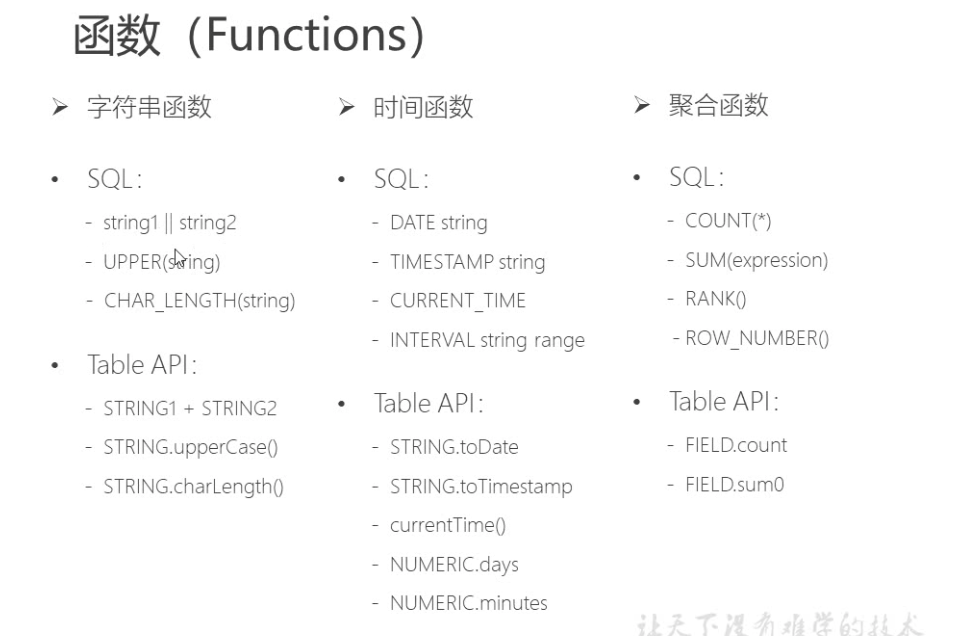 函数（Functions）
➢ 字符串函数
• SQL：
- string1 || string2
- UPPER(string)
- CHAR_LENGTH(string)
• Table API：
- STRING1 + STRING2
- STRING.upperCase()
- STRING.charLength()
➢ 时间函数
• SQL：
- DATE string
- TIMESTAMP string
- CURRENT_TIME
- INTERVAL string range
• Table API：
- STRING.toDate
- STRING.toTimestamp
- currentTime()
- NUMERIC.days
- NUMERIC.minutes
➢ 聚合函数
• SQL：
- COUNT(*)
- SUM(expression)
- RANK()
- ROW_NUMBER()
• Table API：
- FIELD.count
- FIELD.sum0
让天下没有难学的技术